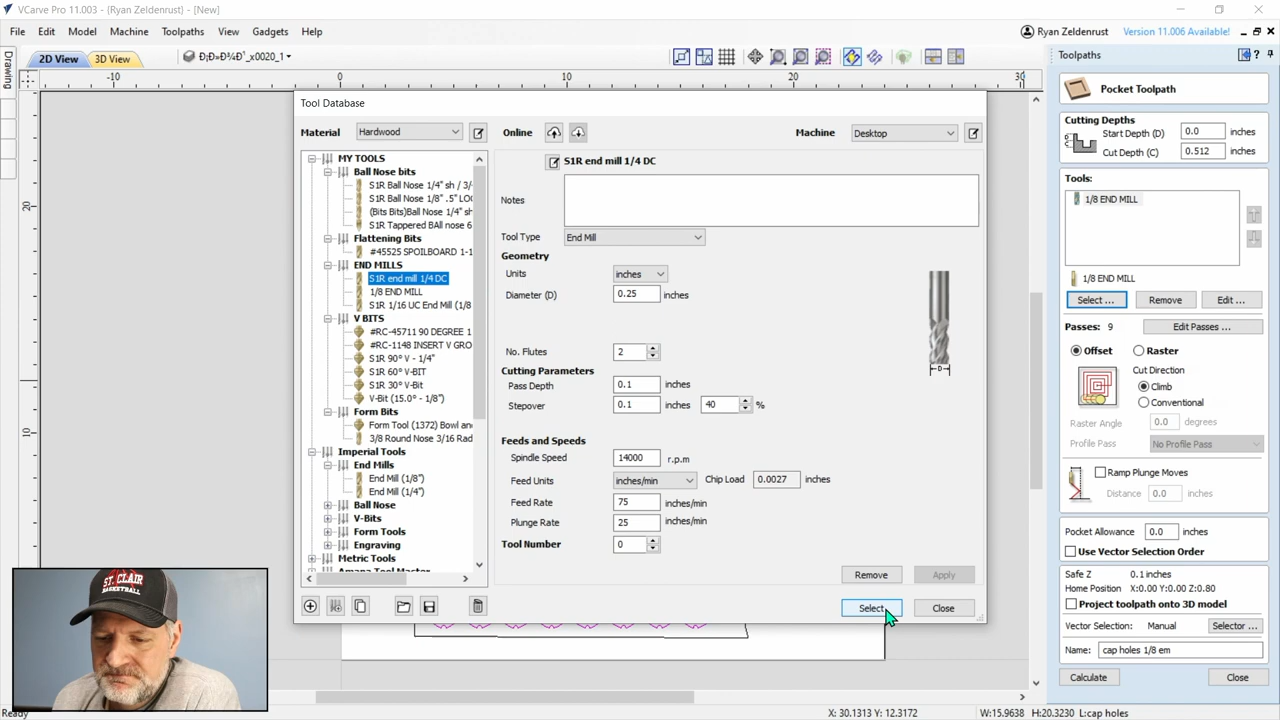 VCarve Pro 11.003 - {Ryan Zeldenrust} - [New]
File Edit Model Machine Toolpaths View Gadgets Help
Ryan Zeldenrust Version 11.006 Available!
2D View 3D View Ð¡Ð»Ð¾Ð¹_x0020_1
Toolpaths
Drawing
-10 0 10 20 30
20
10
Tool Database
Material Hardwood Online Machine Desktop
MY TOOLS
Ball Nose bits
S1R Ball Nose 1/4" sh / 3/
S1R Ball Nose 1/8" .5" LOC
(Bits Bits)Ball Nose 1/4" sh
S1R Tappered BAll nose 6
Flattening Bits
#45525 SPOILBOARD 1-1
END MILLS
S1R end mill 1/4 DC
1/8 END MILL
S1R 1/16 UC End Mill (1/8
V BITS
#RC-45711 90 DEGREE 1
#RC-1148 INSERT V GRO
S1R 90° V - 1/4"
S1R 60° V-BIT
S1R 30° V-Bit
V-Bit (15.0° - 1/8")
Form Bits
Form Tool (1372) Bowl an
3/8 Round Nose 3/16 Rad
Imperial Tools
End Mills
End Mill (1/8")
End Mill (1/4")
Ball Nose
V-Bits
Form Tools
Engraving
Metric Tools
Amana Tool Master
S1R end mill 1/4 DC
Notes
Tool Type End Mill
Geometry
Units inches
Diameter (D) 0.25 inches
D
No. Flutes 2
Cutting Parameters
Pass Depth 0.1 inches
Stepover 0.1 inches 40 %
Feeds and Speeds
Spindle Speed 14000 r.p.m
Feed Units inches/min Chip Load 0.0027 inches
Feed Rate 75 inches/min
Plunge Rate 25 inches/min
Tool Number 0
Remove Apply
Select Close
Pocket Toolpath
Cutting Depths
Start Depth (D) 0.0 inches
Cut Depth (C) 0.512 inches
Tools:
1/8 END MILL
1/8 END MILL
Select ... Remove Edit ...
Passes: 9 Edit Passes ...
Offset Raster
Cut Direction
Climb
Conventional
Raster Angle 0.0 degrees
Profile Pass No Profile Pass
Ramp Plunge Moves
Distance 0.0 inches
Pocket Allowance 0.0 inches
Use Vector Selection Order
Safe Z 0.1 inches
Home Position X:0.00 Y:0.00 Z:0.80
Project toolpath onto 3D model
Vector Selection: Manual Selector ...
Name: cap holes 1/8 em
Calculate Close
ST. CLAIR
BASKETBALL
Ready X: 30.1313 Y: 12.3172 W:15.9638 H:20.3230 L:cap holes